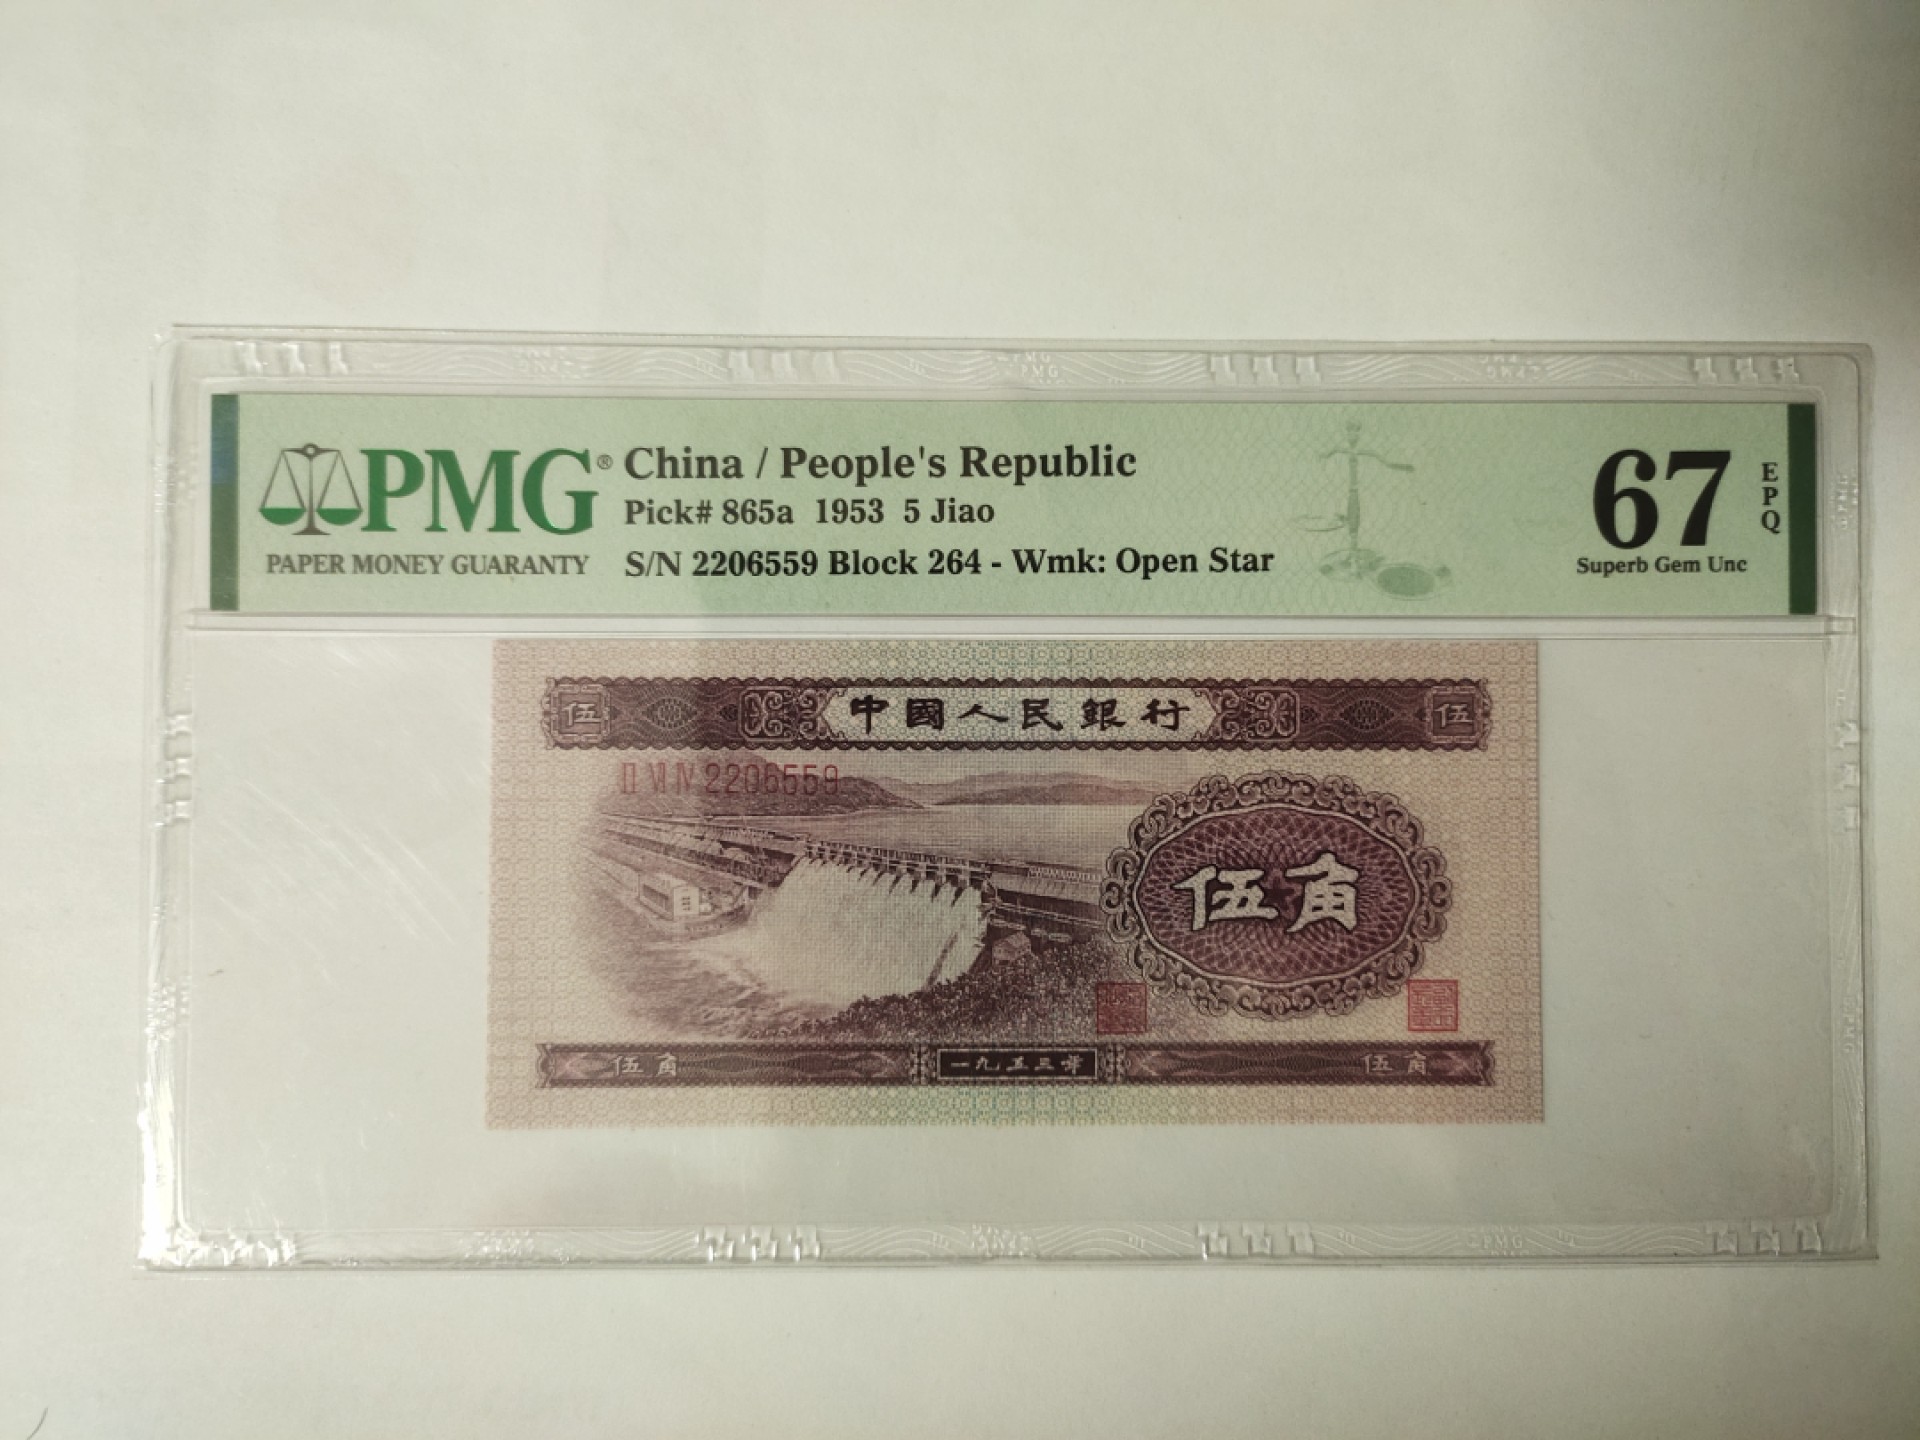 PMG®
PAPER MONEY GUARANTY
China / People's Republic
Pick# 865a 1953 5 Jiao
S/N 2206559 Block 264 - Wmk: Open Star
67
EPQ
Superb Gem Unc
伍 中國人民銀行 伍
II VI IV 2206559
伍角
伍角 一九五三年 伍角